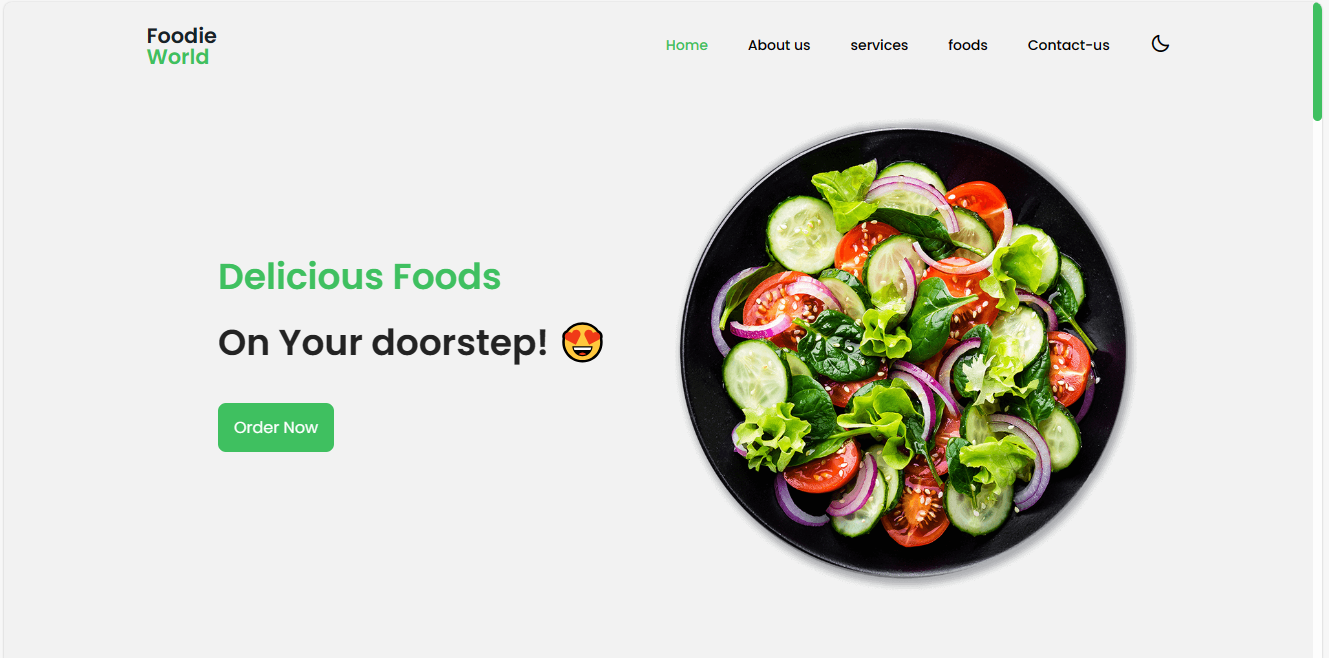 Foodie
World
Home About us services foods Contact-us
Delicious Foods
On Your doorstep! 😍
Order Now